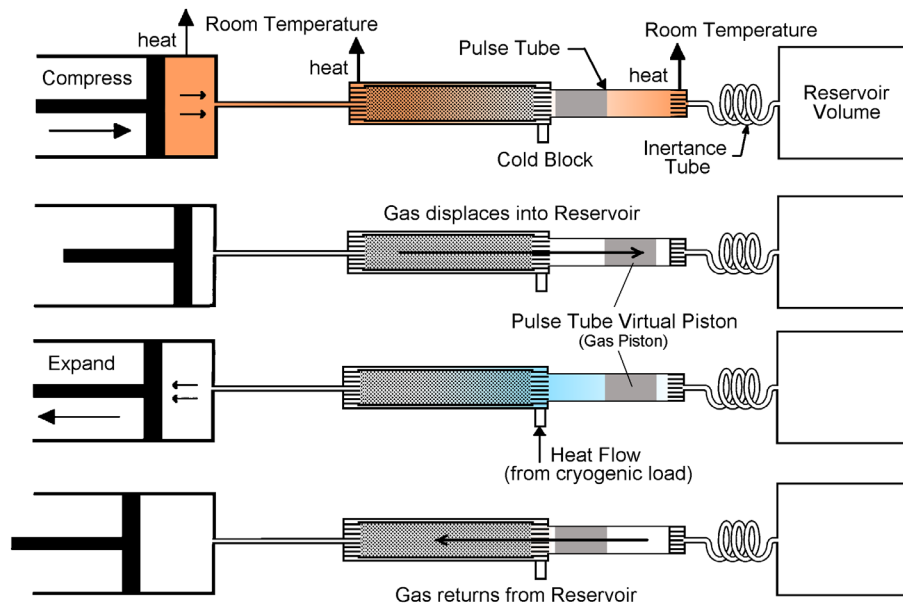 Room Temperature
heat
Compress
heat
Pulse Tube
Room Temperature
heat
Reservoir
Volume
Inertance
Tube
Cold Block
Gas displaces into Reservoir
Pulse Tube Virtual Piston
(Gas Piston)
Expand
Heat Flow
(from cryogenic load)
Gas returns from Reservoir